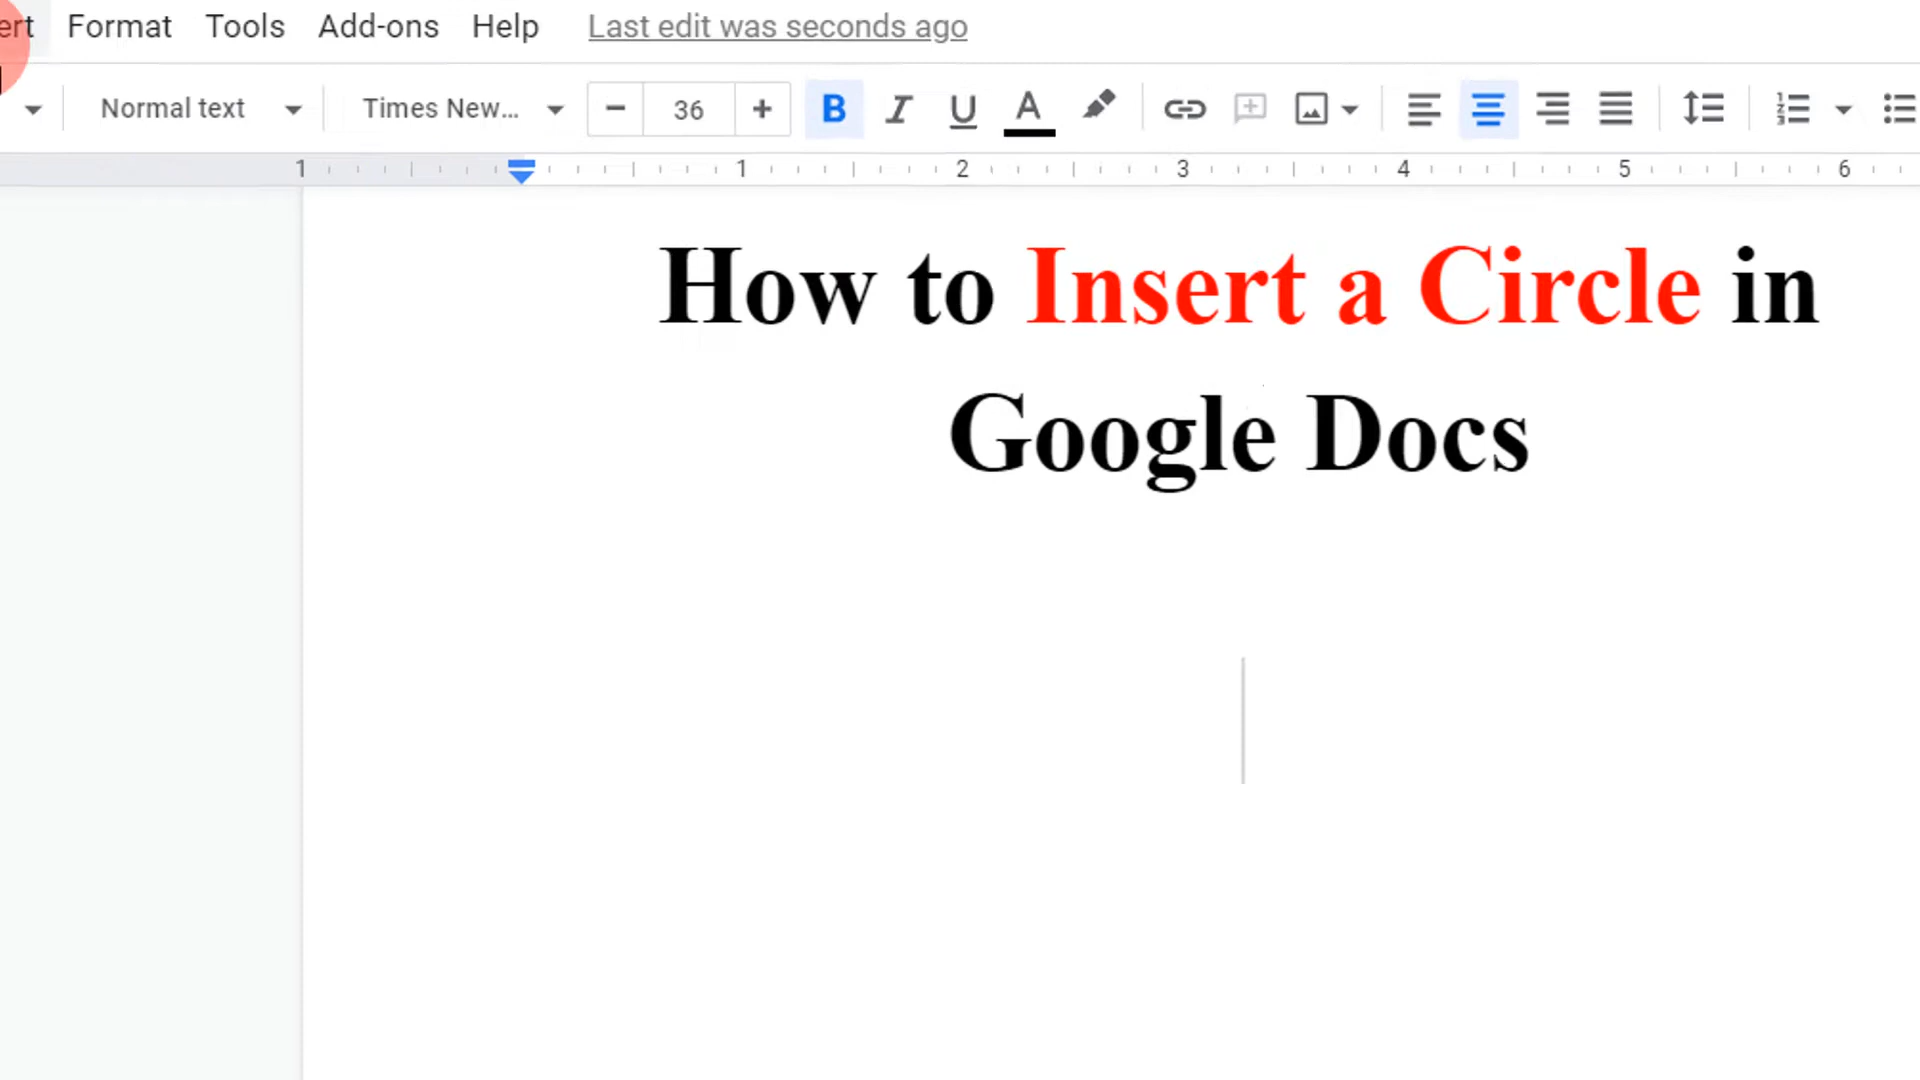 ert Format Tools Add-ons Help Last edit was seconds ago
Normal text Times New... 36 B I U A
1 1 2 3 4 5 6
How to Insert a Circle in
Google Docs